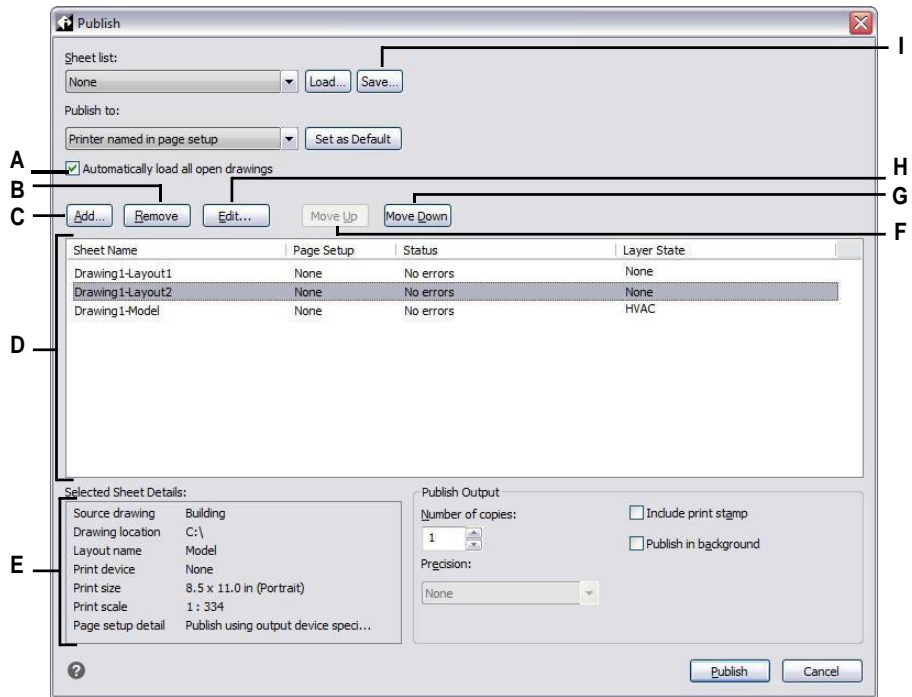 Publish
I
Sheet list:
None Load... Save...
Publish to:
Printer named in page setup Set as Default
A Automatically load all open drawings
B H
G
C Add... Remove Edit... Move Up Move Down
F
Sheet Name Page Setup Status Layer State
Drawing1-Layout1 None No errors None
Drawing1-Layout2 None No errors None
Drawing1-Model None No errors HVAC
D
Selected Sheet Details:
Source drawing Building
Drawing location C:\
Layout name Model
E
Print device None
Print size 8.5 x 11.0 in (Portrait)
Print scale 1 : 334
Page setup detail Publish using output device speci...
Publish Output
Number of copies:
1
Precision:
None
Include print stamp
Publish in background
? Publish Cancel